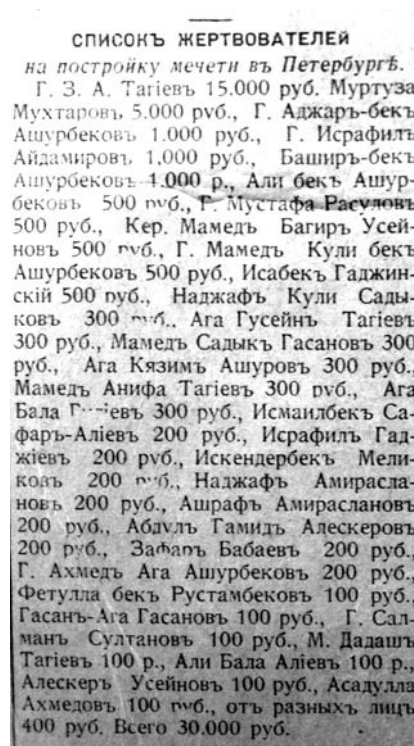 СПИСОКЪ ЖЕРТВОВАТЕЛЕЙ
на постройку мечети въ Петербургѣ.
Г. З. А. Тагіевъ 15.000 руб. Муртуза
Мухтаровъ 5.000 руб., Г. Аджаръ-бекъ
Ашурбековъ 1.000 руб., Г. Исрафилъ
Айдамировъ 1.000 руб., Баширъ-бекъ
Ашурбековъ 1.000 р., Али бекъ Ашур-
бековъ 500 руб., Г. Мустафа Расуловъ
500 руб., Кер. Мамедъ Багиръ Усей-
новъ 500 руб., Г. Мамедъ Кули бекъ
Ашурбековъ 500 руб., Исабекъ Гаджин-
скій 500 руб., Наджафъ Кули Сады-
ковъ 300 руб., Ага Гусейнъ Тагіевъ
300 руб., Мамедъ Садыкъ Гасановъ 300
руб., Ага Кязимъ Ашуровъ 300 руб.,
Мамедъ Анифа Тагіевъ 300 руб., Ага
Бала 300 руб., Исмаилбекъ Са-
фаръ-Аліевъ 200 руб., Исрафилъ Гад-
жіевъ 200 руб., Искендербекъ Мели-
ковъ 200 руб., Наджафъ Амирасла-
новъ 200 руб., Ашрафъ Амираслановъ
200 руб., Абдулъ Гамидъ Алескеровъ
200 руб., Зафаръ Бабаевъ 200 руб.,
Г. Ахмедъ Ага Ашурбековъ 200 руб.,
Фетулла бекъ Рустамбековъ 100 руб.,
Гасанъ-Ага Гасановъ 100 руб., Г. Сал-
манъ Султановъ 100 руб., М. Дадашъ
Тагіевъ 100 р., Али Бала Аліевъ 100 р.,
Алескеръ Усейновъ 100 руб., Асадулла
Ахмедовъ 100 руб., отъ разныхъ лицъ
400 руб. Всего 30.000 руб.